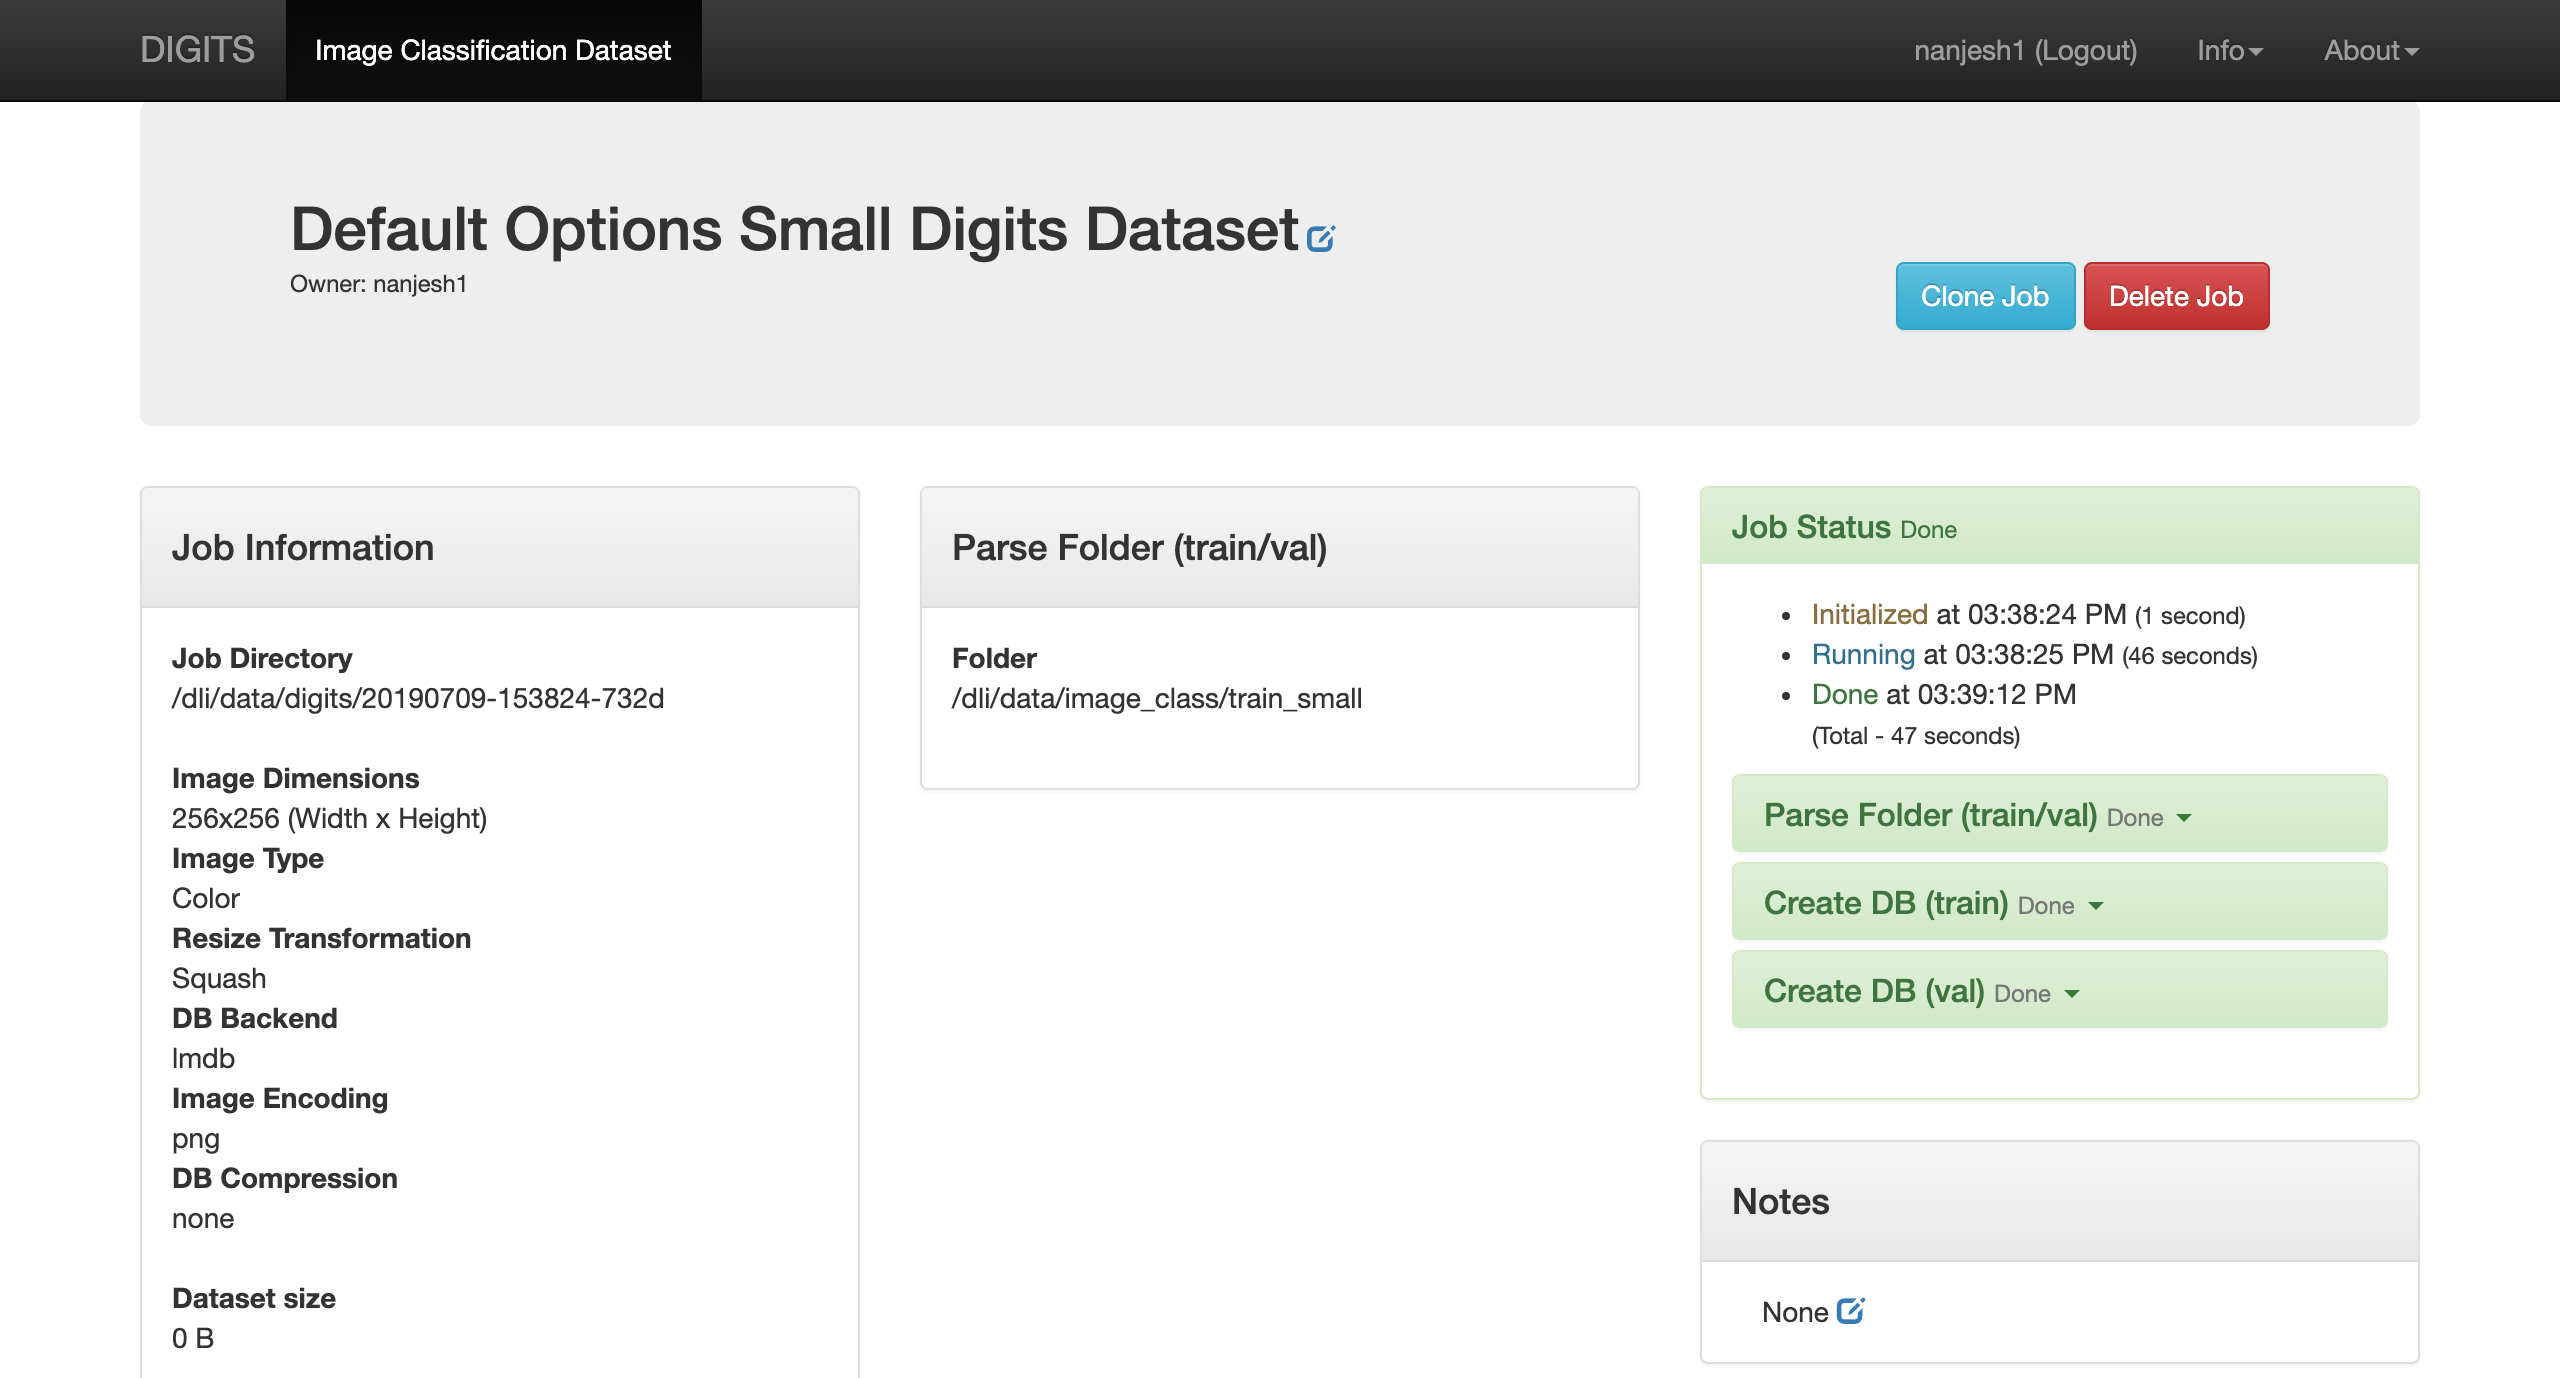 DIGITS Image Classification Dataset nanjesh1 (Logout) Info About
Default Options Small Digits Dataset
Owner: nanjesh1
Clone Job Delete Job
Job Information
Job Directory
/dli/data/digits/20190709-153824-732d
Image Dimensions
256x256 (Width x Height)
Image Type
Color
Resize Transformation
Squash
DB Backend
lmdb
Image Encoding
png
DB Compression
none
Dataset size
0 B
Parse Folder (train/val)
Folder
/dli/data/image_class/train_small
Job Status Done
• Initialized at 03:38:24 PM (1 second)
• Running at 03:38:25 PM (46 seconds)
• Done at 03:39:12 PM
(Total - 47 seconds)
Parse Folder (train/val) Done
Create DB (train) Done
Create DB (val) Done
Notes
None